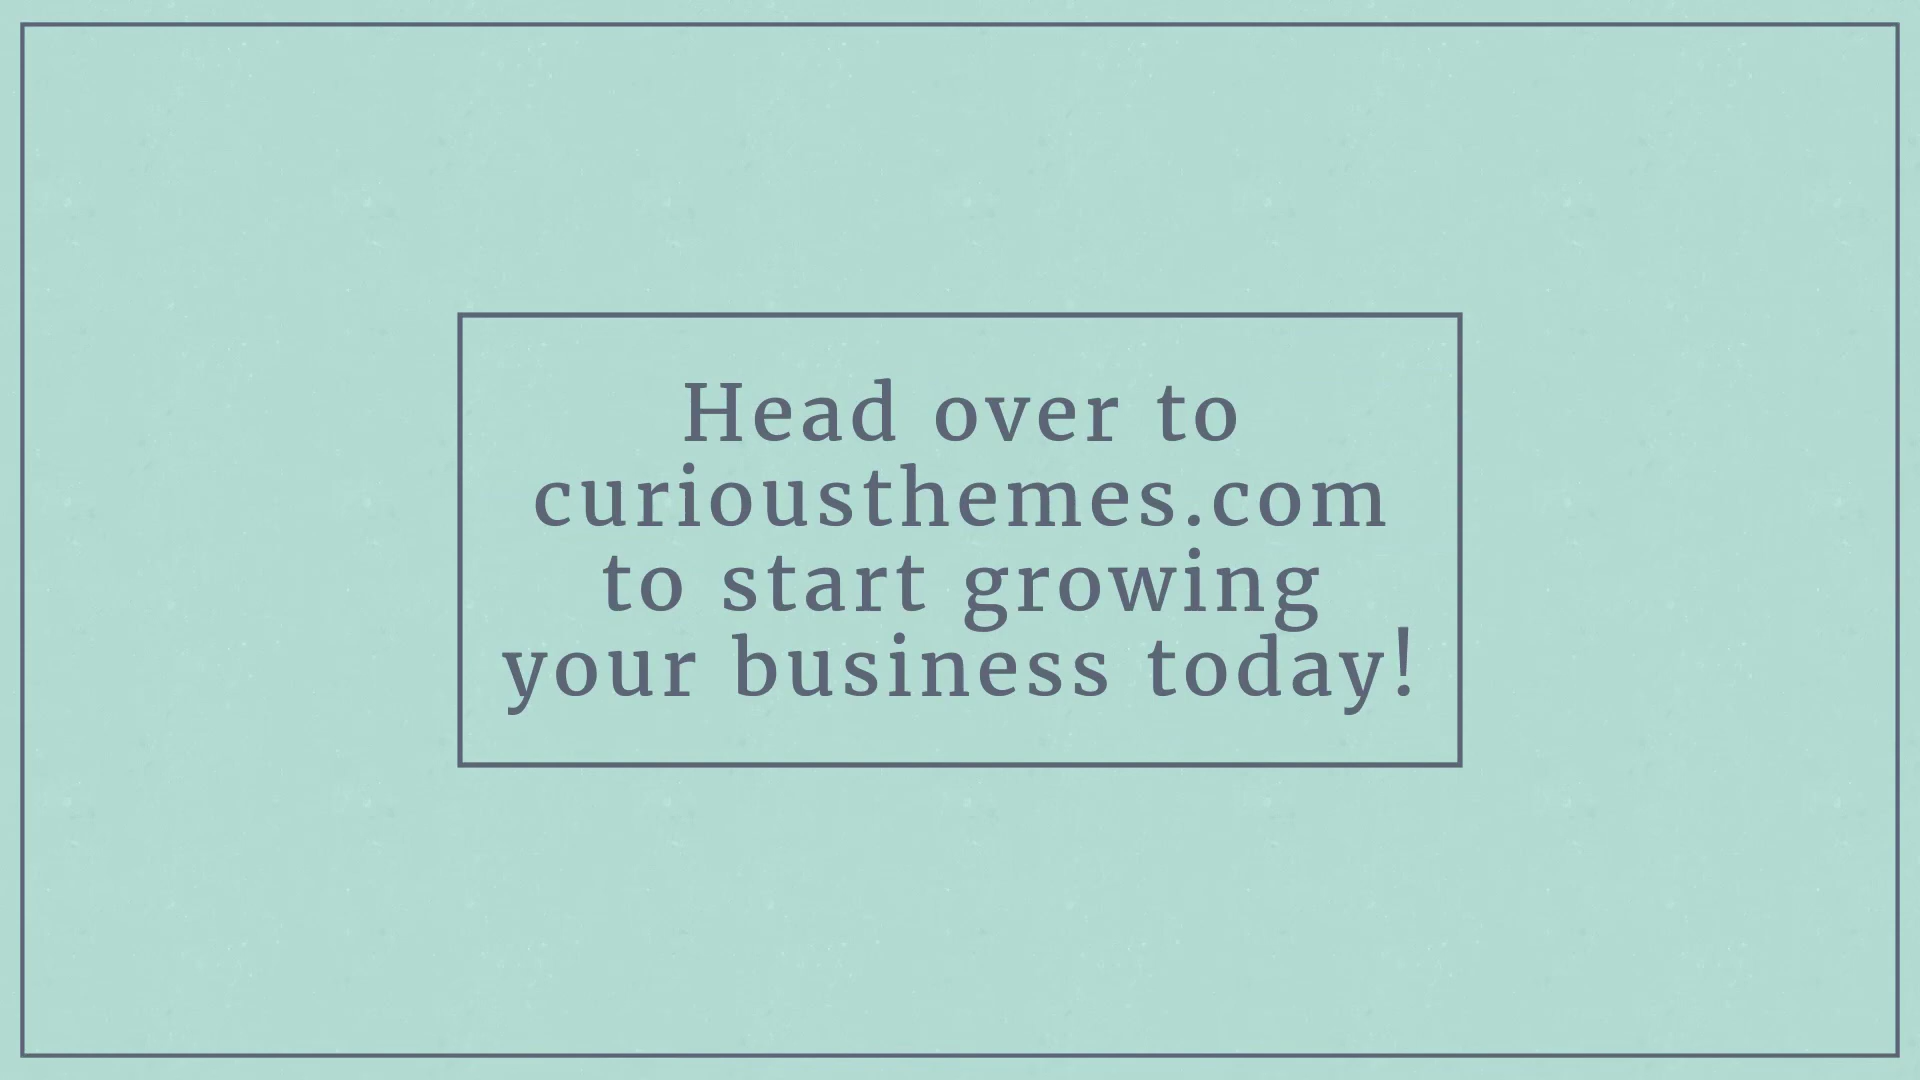 Head over to
curiousthemes.com
to start growing
your business today!